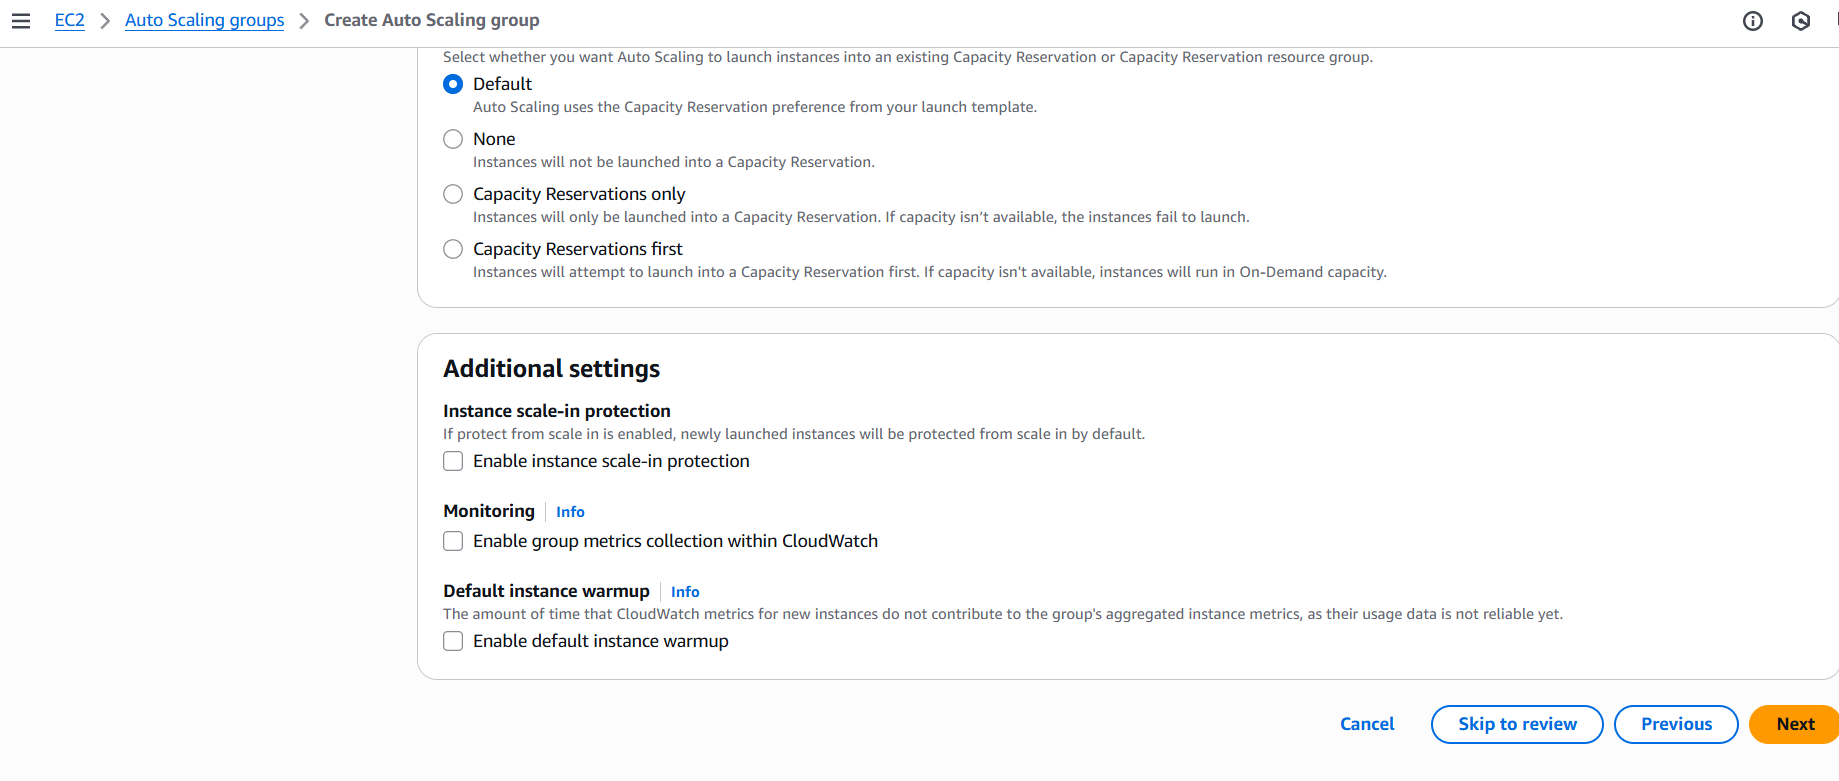 EC2 > Auto Scaling groups > Create Auto Scaling group
Select whether you want Auto Scaling to launch instances into an existing Capacity Reservation or Capacity Reservation resource group.
Default
Auto Scaling uses the Capacity Reservation preference from your launch template.
None
Instances will not be launched into a Capacity Reservation.
Capacity Reservations only
Instances will only be launched into a Capacity Reservation. If capacity isn’t available, the instances fail to launch.
Capacity Reservations first
Instances will attempt to launch into a Capacity Reservation first. If capacity isn't available, instances will run in On-Demand capacity.
Additional settings
Instance scale-in protection
If protect from scale in is enabled, newly launched instances will be protected from scale in by default.
Enable instance scale-in protection
Monitoring | Info
Enable group metrics collection within CloudWatch
Default instance warmup | Info
The amount of time that CloudWatch metrics for new instances do not contribute to the group's aggregated instance metrics, as their usage data is not reliable yet.
Enable default instance warmup
Cancel Skip to review Previous Next